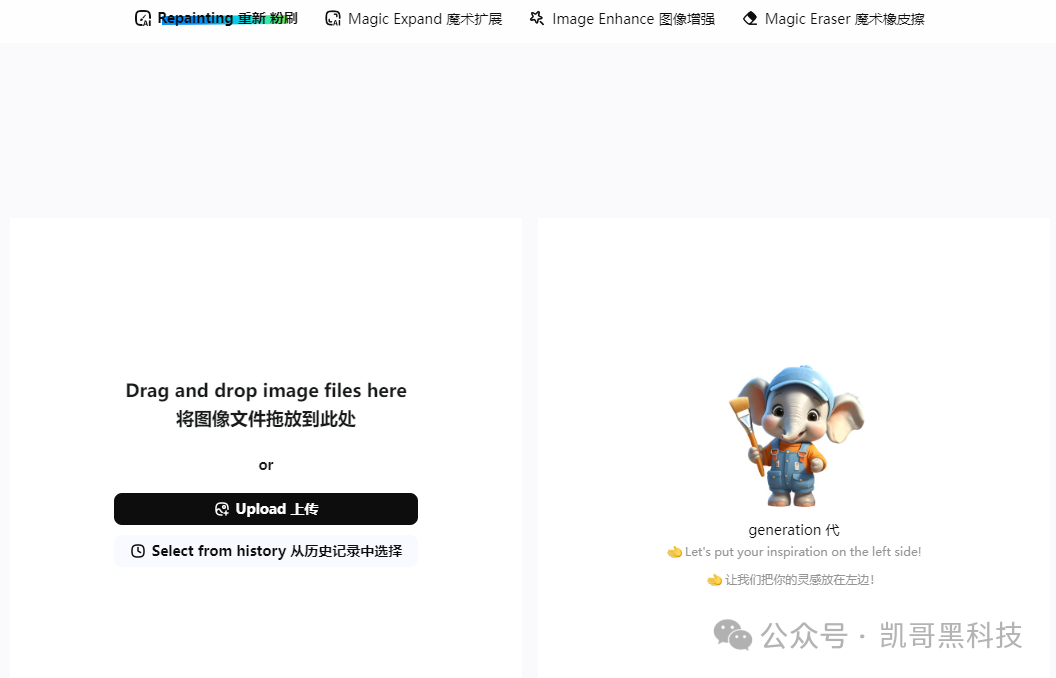 Repainting 重新 粉刷 Magic Expand 魔术扩展 Image Enhance 图像增强 Magic Eraser 魔术橡皮擦
Drag and drop image files here
将图像文件拖放到此处
or
Upload 上传
Select from history 从历史记录中选择
generation 代
👈 Let's put your inspiration on the left side!
👈 让我们把你的灵感放在左边!
公众号 · 凯哥黑科技